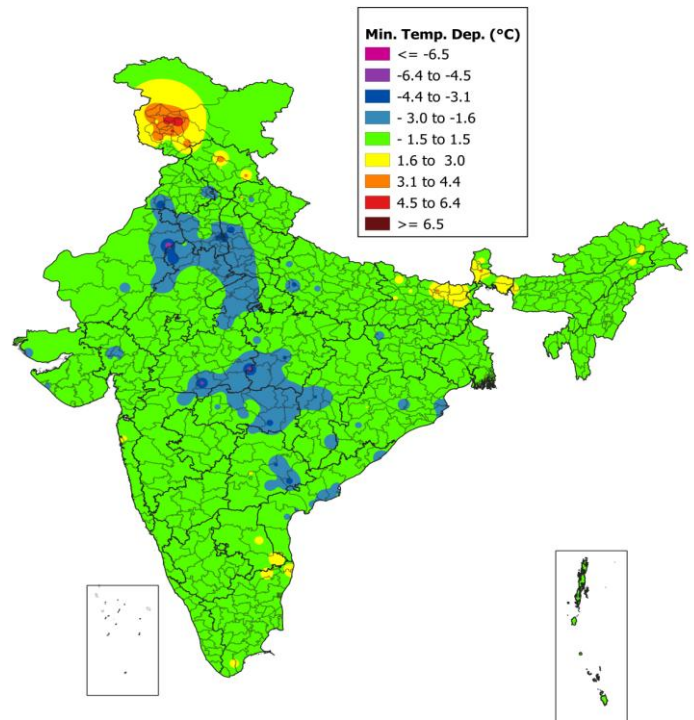 Min. Temp. Dep. (°C)
<= -6.5
-6.4 to -4.5
-4.4 to -3.1
- 3.0 to -1.6
- 1.5 to 1.5
1.6 to 3.0
3.1 to 4.4
4.5 to 6.4
>= 6.5